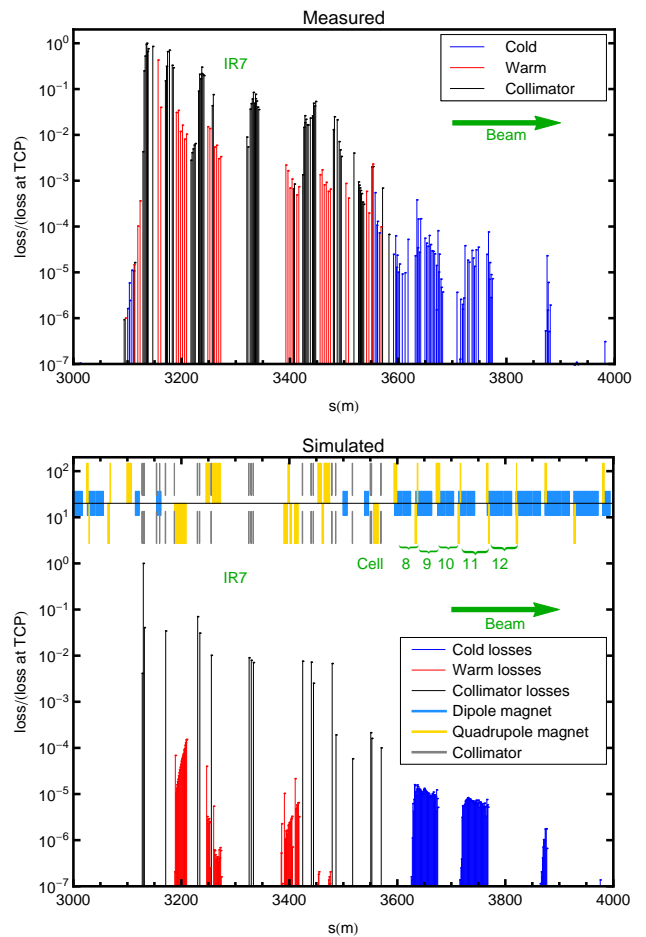 Measured
10^0
10^-1
10^-2
10^-3
10^-4
10^-5
10^-6
10^-7
loss/(loss at TCP)
IR7
Cold
Warm
Collimator
Beam
3000 3200 3400 3600 3800 4000
s(m)
Simulated
10^2
10^1
10^0
10^-1
10^-2
10^-3
10^-4
10^-5
10^-6
10^-7
loss/(loss at TCP)
Cell 8 9 10 11 12
IR7
Beam
Cold losses
Warm losses
Collimator losses
Dipole magnet
Quadrupole magnet
Collimator
3000 3200 3400 3600 3800 4000
s(m)